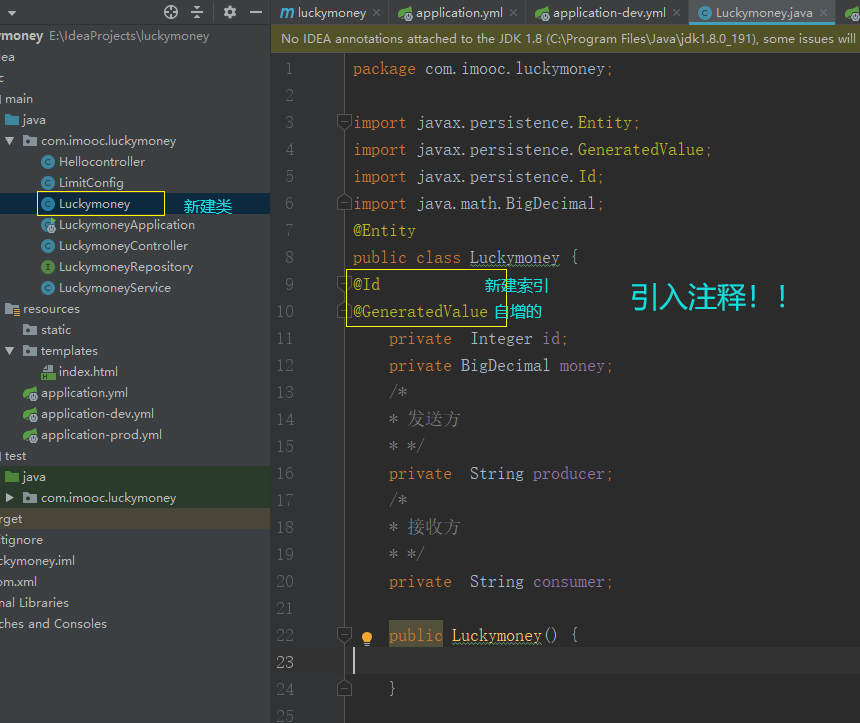 luckymoney
application.yml
application-dev.yml
Luckymoney.java
money E:\IdeaProjects\luckymoney
No IDEA annotations attached to the JDK 1.8 (C:\Program Files\Java\jdk1.8.0_191), some issues will
ea
c
main
java
com.imooc.luckymoney
Hellocontroller
LimitConfig
Luckymoney 新建类
LuckymoneyApplication
LuckymoneyController
LuckymoneyRepository
LuckymoneyService
resources
static
templates
index.html
application.yml
application-dev.yml
application-prod.yml
test
java
com.imooc.luckymoney
rget
tignore
ckymoney.iml
om.xml
nal Libraries
ches and Consoles
1 package com.imooc.luckymoney;
2
3 import javax.persistence.Entity;
4 import javax.persistence.GeneratedValue;
5 import javax.persistence.Id;
6 import java.math.BigDecimal;
7 @Entity
8 public class Luckymoney {
9 @Id 新建索引
10 @GeneratedValue 自增的
引入注释！！
11 private Integer id;
12 private BigDecimal money;
13 /*
14 * 发送方
15 * */
16 private String producer;
17 /*
18 * 接收方
19 * */
20 private String consumer;
21
22 public Luckymoney() {
23
24 }
25